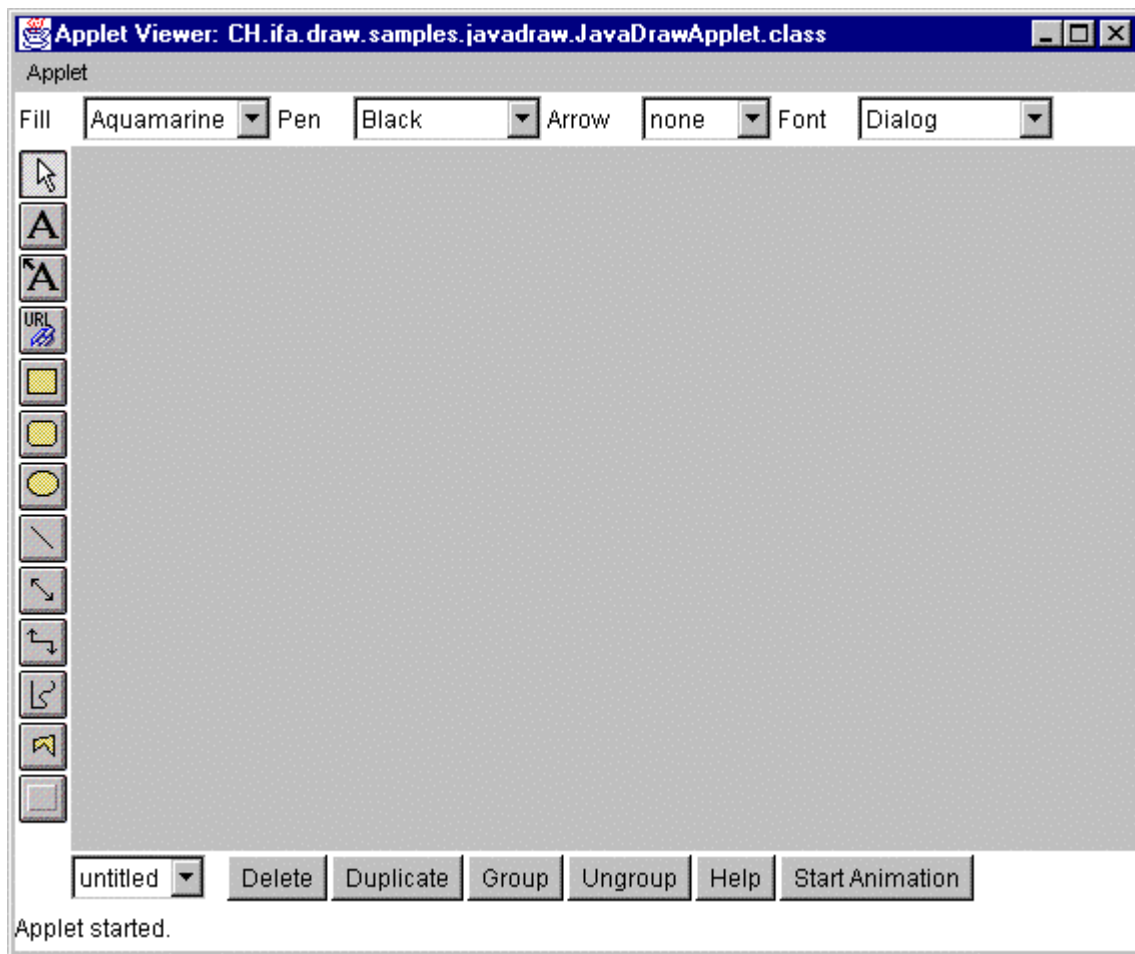 Applet Viewer: CH.ifa.draw.samples.javadraw.JavaDrawApplet.class
Applet
Fill Aquamarine Pen Black Arrow none Font Dialog
A
A
URL
untitled Delete Duplicate Group Ungroup Help Start Animation
Applet started.